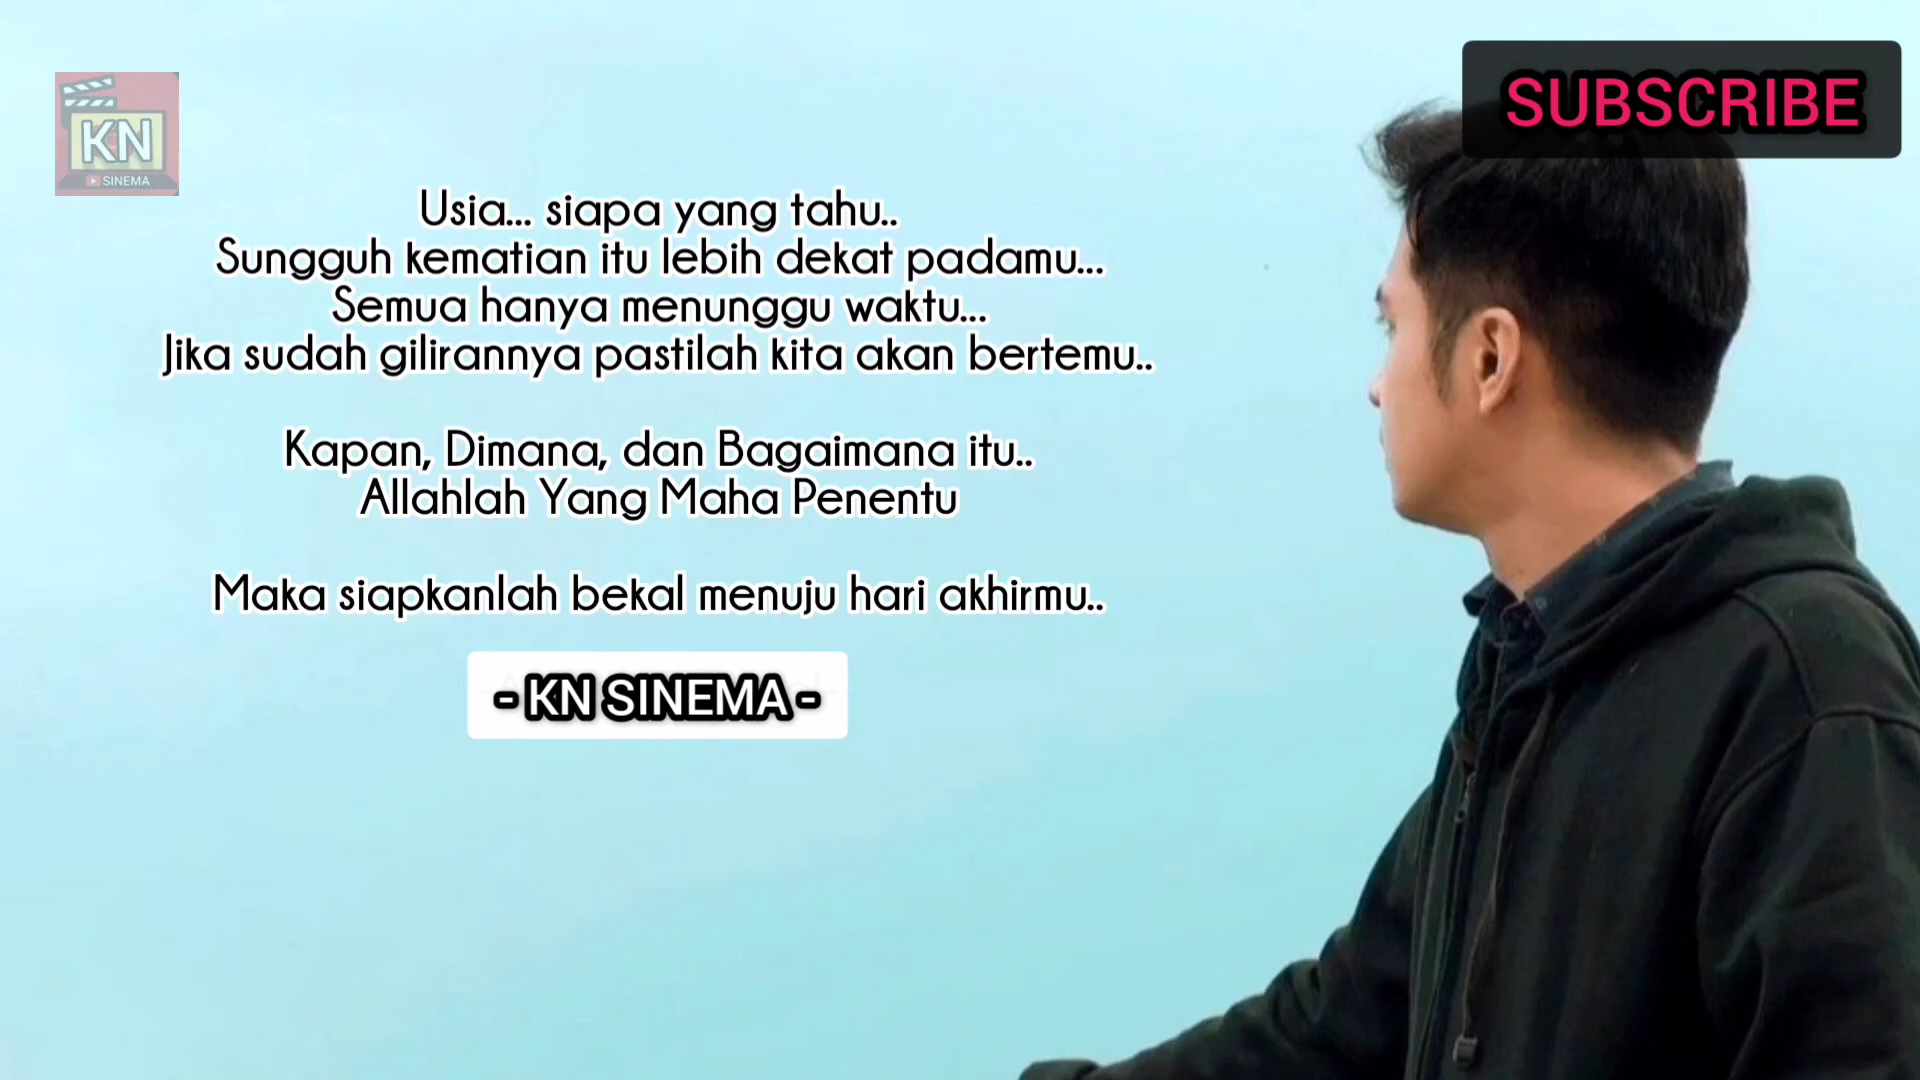 KN
SINEMA
SUBSCRIBE
Usia... siapa yang tahu..
Sungguh kematian itu lebih dekat padamu...
Semua hanya menunggu waktu...
Jika sudah gilirannya pastilah kita akan bertemu..
Kapan, Dimana, dan Bagaimana itu..
Allahlah Yang Maha Penentu
Maka siapkanlah bekal menuju hari akhirmu..
- KN SINEMA -